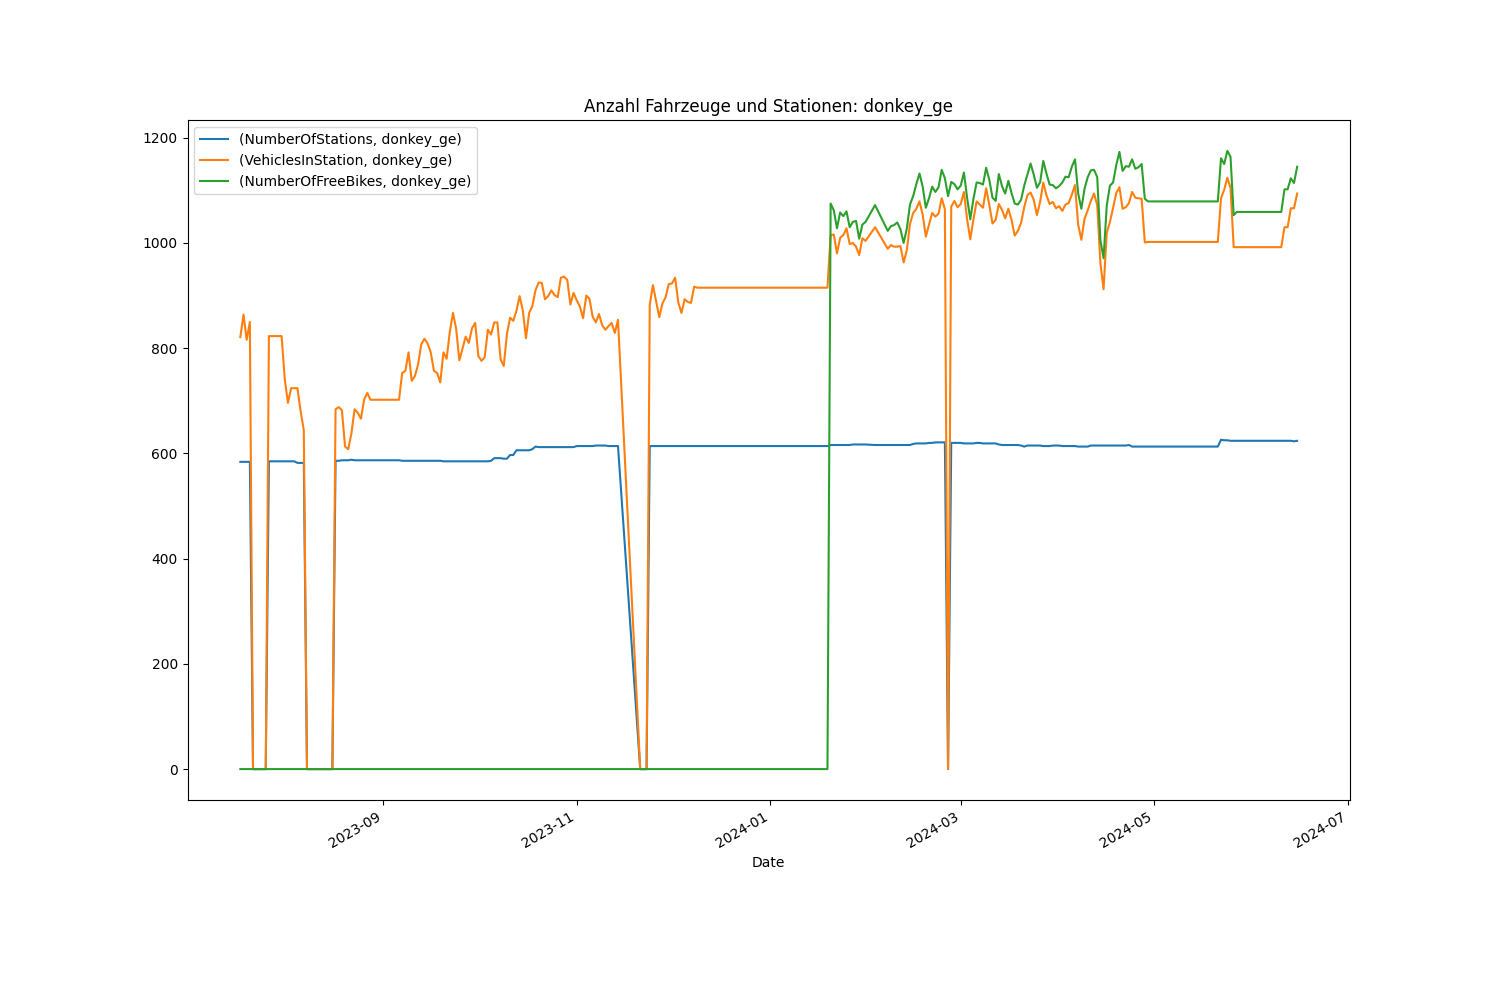 Anzahl Fahrzeuge und Stationen: donkey_ge
(NumberOfStations, donkey_ge)
(VehiclesInStation, donkey_ge)
(NumberOfFreeBikes, donkey_ge)
1200
1000
800
600
400
200
0
2023-09
2023-11
2024-01
2024-03
2024-05
2024-07
Date